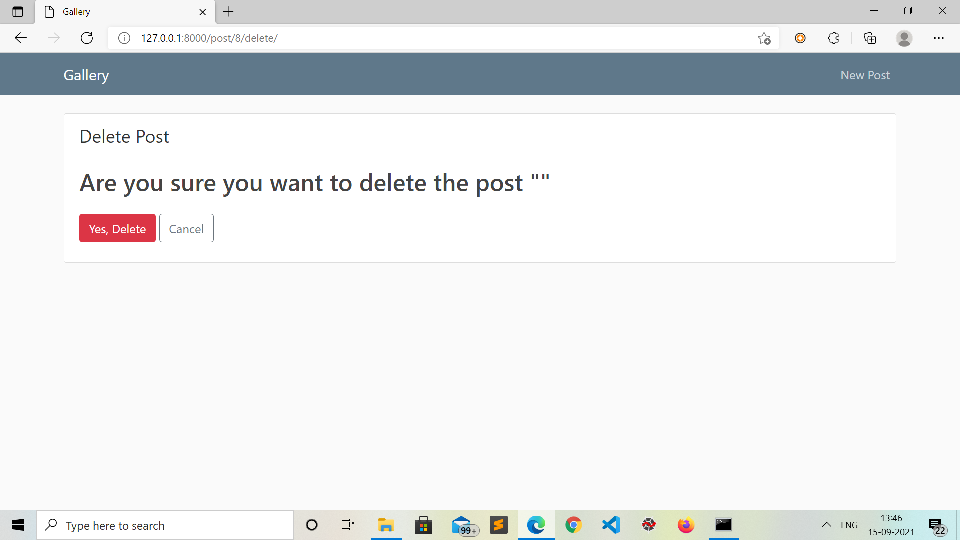 Gallery
127.0.0.1:8000/post/8/delete/
Gallery
New Post
Delete Post
Are you sure you want to delete the post ""
Yes, Delete
Cancel
Type here to search
99+
ENG
13:46
15-09-2021
22